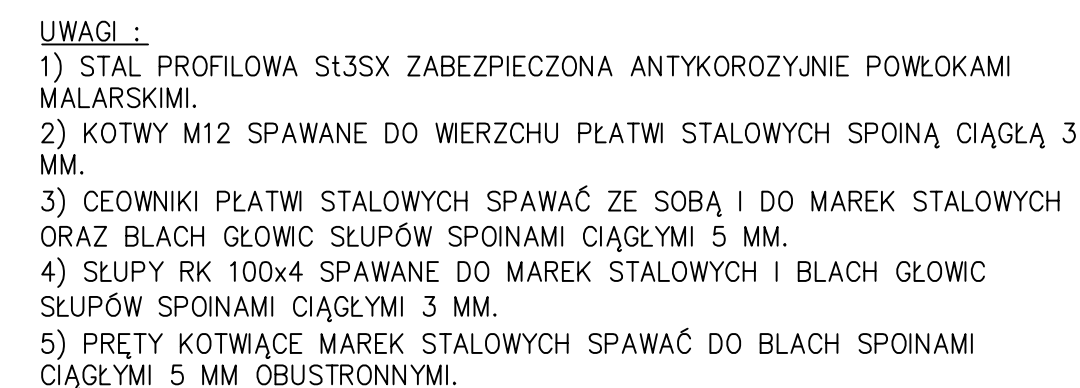 UWAGI :
1) STAL PROFILOWA St3SX ZABEZPIECZONA ANTYKOROZYJNIE POWŁOKAMI
MALARSKIMI.
2) KOTWY M12 SPAWANE DO WIERZCHU PŁATWI STALOWYCH SPOINĄ CIĄGŁĄ 3
MM.
3) CEOWNIKI PŁATWI STALOWYCH SPAWAĆ ZE SOBĄ I DO MAREK STALOWYCH
ORAZ BLACH GŁOWIC SŁUPÓW SPOINAMI CIĄGŁYMI 5 MM.
4) SŁUPY RK 100x4 SPAWANE DO MAREK STALOWYCH I BLACH GŁOWIC
SŁUPÓW SPOINAMI CIĄGŁYMI 3 MM.
5) PRĘTY KOTWIĄCE MAREK STALOWYCH SPAWAĆ DO BLACH SPOINAMI
CIĄGŁYMI 5 MM OBUSTRONNYMI.